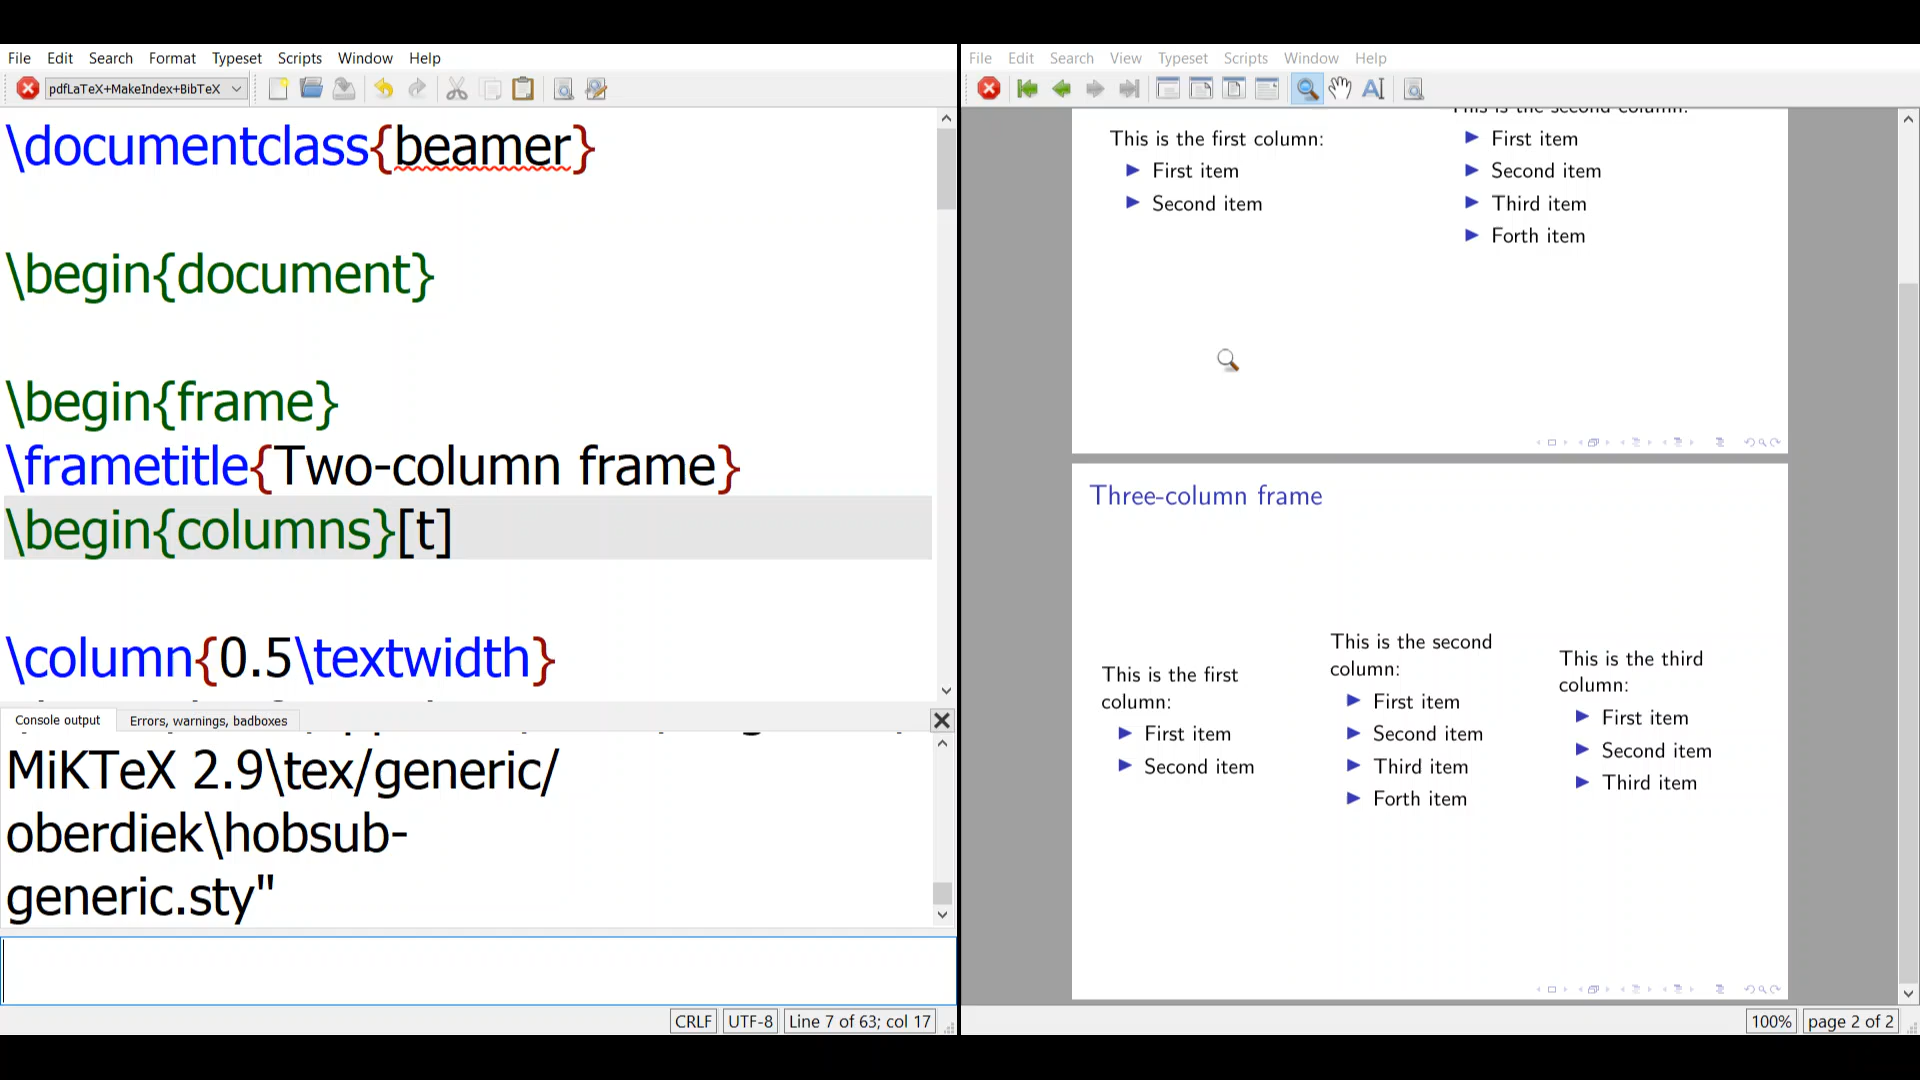 File Edit Search Format Typeset Scripts Window Help
pdfLaTeX+MakeIndex+BibTeX
\documentclass{beamer}
\begin{document}
\begin{frame}
\frametitle{Two-column frame}
\begin{columns}[t]
\column{0.5\textwidth}
Console output Errors, warnings, badboxes
MiKTeX 2.9\tex/generic/
oberdiek\hobsub-
generic.sty"
CRLF UTF-8 Line 7 of 63; col 17
File Edit Search View Typeset Scripts Window Help
This is the second column:
This is the first column:
First item
Second item
First item
Second item
Third item
Forth item
Three-column frame
This is the first
column:
First item
Second item
This is the second
column:
First item
Second item
Third item
Forth item
This is the third
column:
First item
Second item
Third item
100% page 2 of 2